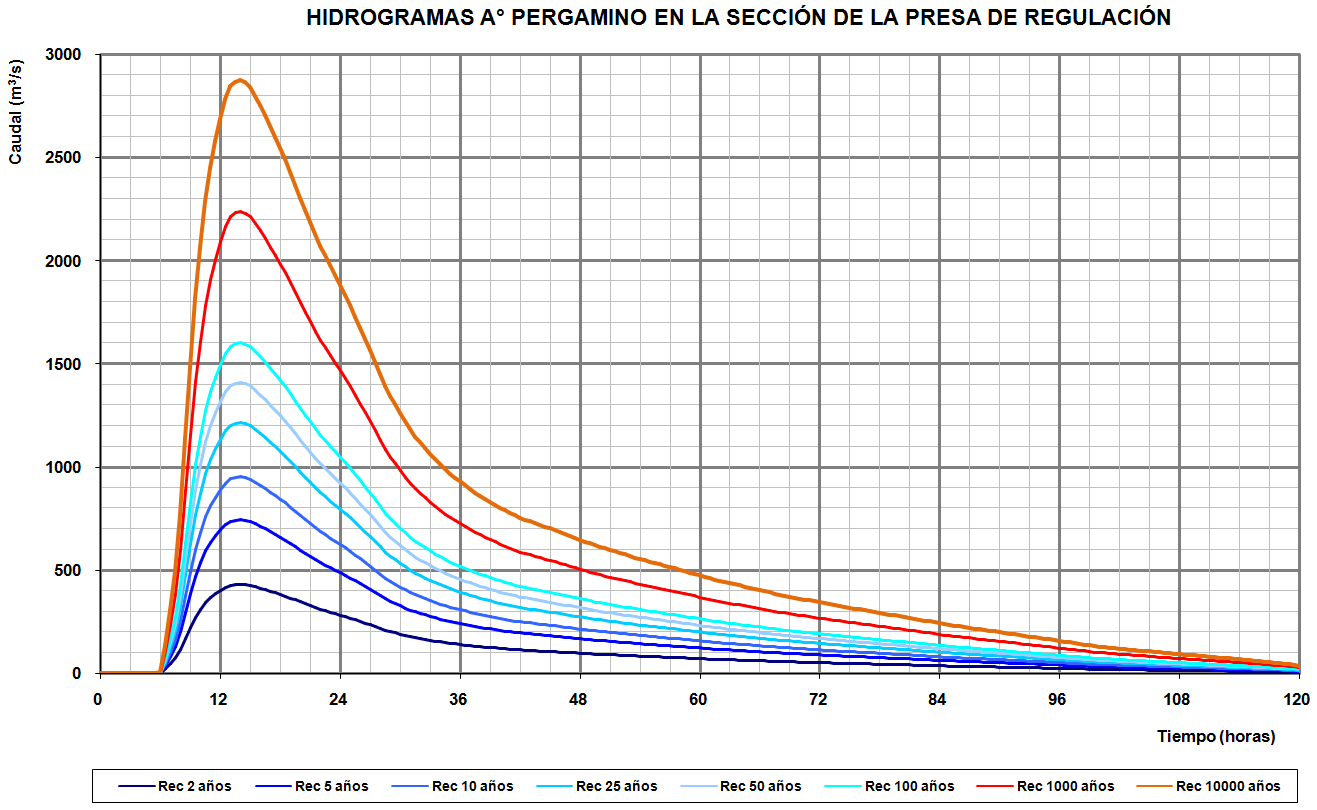 HIDROGRAMAS A° PERGAMINO EN LA SECCIÓN DE LA PRESA DE REGULACIÓN
Caudal (m³/s)
3000
2500
2000
1500
1000
500
0
0 12 24 36 48 60 72 84 96 108 120
Tiempo (horas)
Rec 2 años Rec 5 años Rec 10 años Rec 25 años Rec 50 años Rec 100 años Rec 1000 años Rec 10000 años